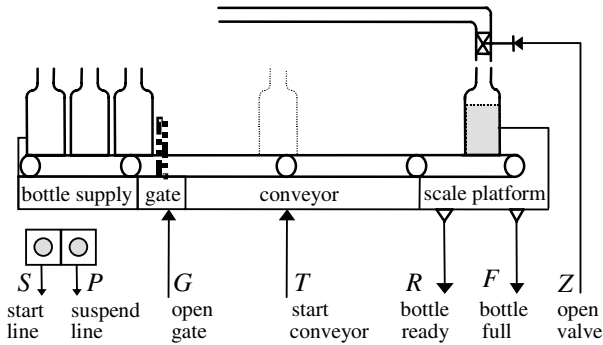 bottle supply gate conveyor scale platform
S P G T R F Z
start suspend open start bottle bottle open
line line gate conveyor ready full valve